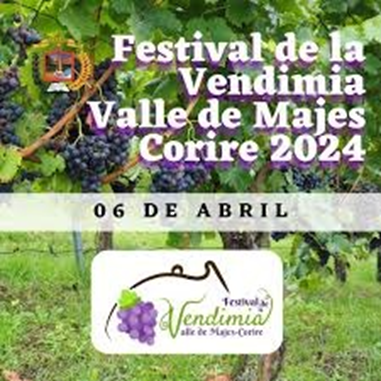 Festival de la
Vendimia
Valle de Majes
Corire 2024
06 DE ABRIL
Festival de la
Vendimia
Valle de Majes-Corire